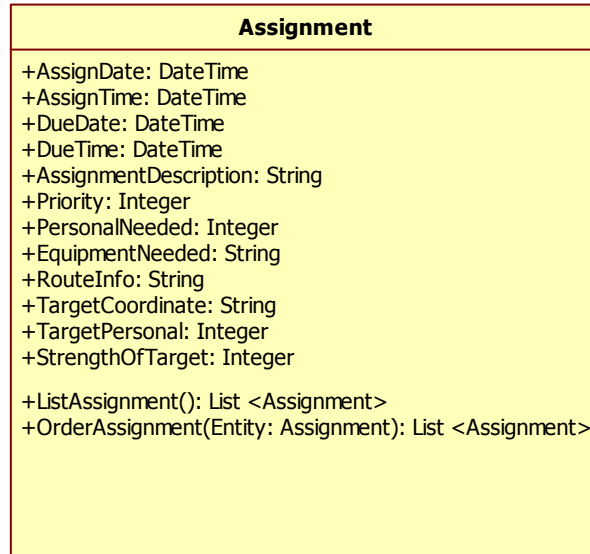 Assignment
+AssignDate: DateTime
+AssignTime: DateTime
+DueDate: DateTime
+DueTime: DateTime
+AssignmentDescription: String
+Priority: Integer
+PersonalNeeded: Integer
+EquipmentNeeded: String
+RouteInfo: String
+TargetCoordinate: String
+TargetPersonal: Integer
+StrengthOfTarget: Integer
+ListAssignment(): List <Assignment>
+OrderAssignment(Entity: Assignment): List <Assignment>